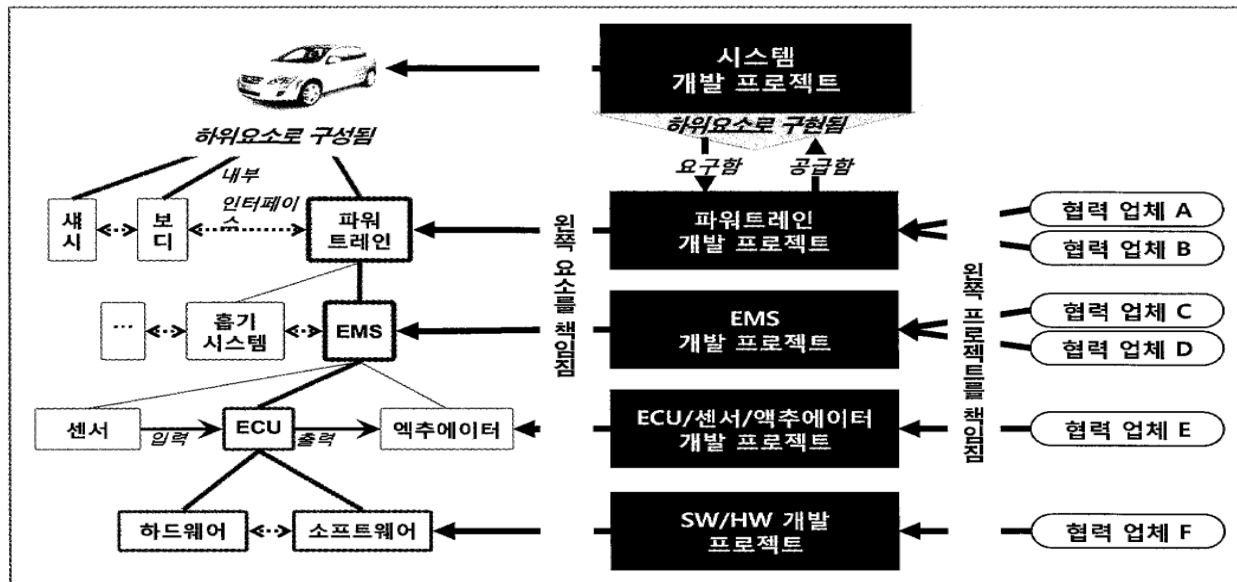 시스템
개발 프로젝트
하위요소로 구성됨
하위요소로 구현됨
요구함
공급함
내부
인터페이
스
섀
시
보
디
파워
트레인
파워트레인
개발 프로젝트
협력 업체 A
협력 업체 B
왼쪽 요소를 책임짐
왼쪽 프로젝트를 책임짐
...
흡기
시스템
EMS
EMS
개발 프로젝트
협력 업체 C
협력 업체 D
센서
입력
ECU
출력
엑추에이터
ECU/센서/액추에이터
개발 프로젝트
협력 업체 E
하드웨어
소프트웨어
SW/HW 개발
프로젝트
협력 업체 F